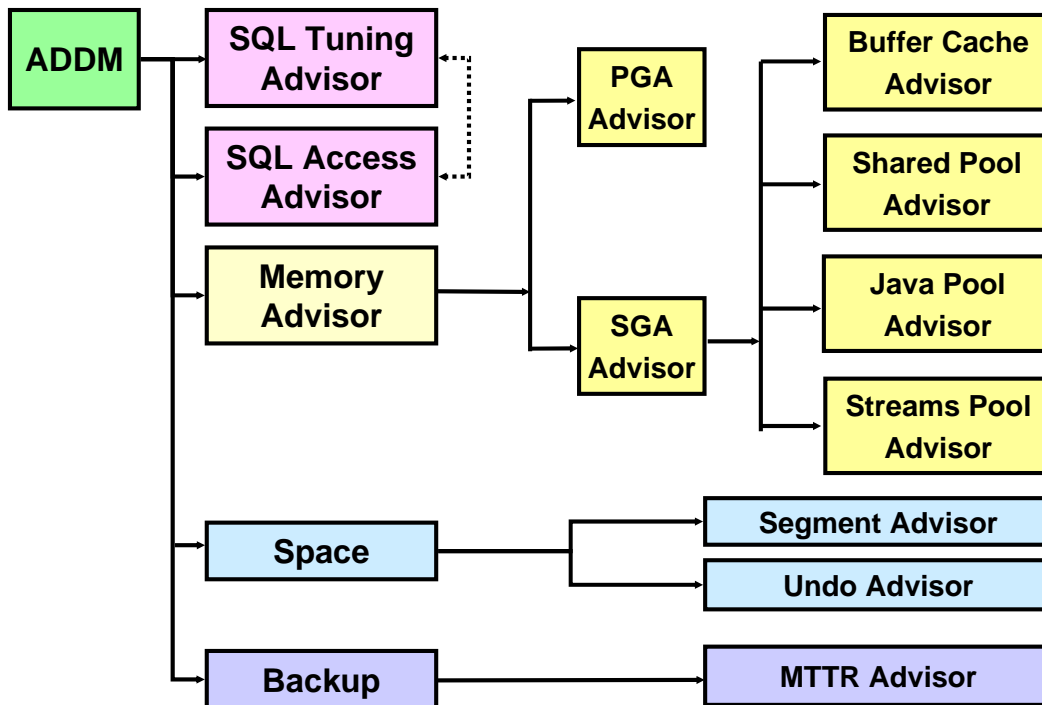 ADDM
SQL Tuning
Advisor
SQL Access
Advisor
Memory
Advisor
Space
Backup
PGA
Advisor
SGA
Advisor
Buffer Cache
Advisor
Shared Pool
Advisor
Java Pool
Advisor
Streams Pool
Advisor
Segment Advisor
Undo Advisor
MTTR Advisor